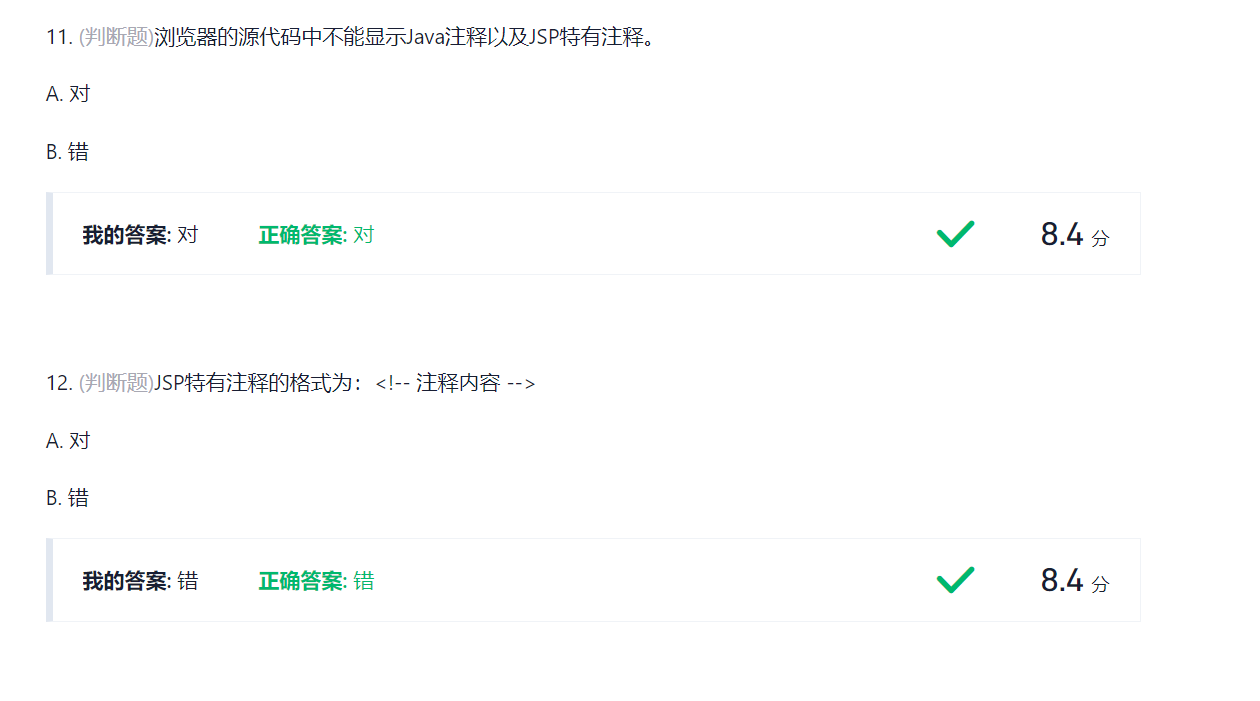 11. (判断题)浏览器的源代码中不能显示Java注释以及JSP特有注释。
A. 对
B. 错
我的答案: 对 正确答案: 对 8.4 分
12. (判断题)JSP特有注释的格式为：<!-- 注释内容 -->
A. 对
B. 错
我的答案: 错 正确答案: 错 8.4 分